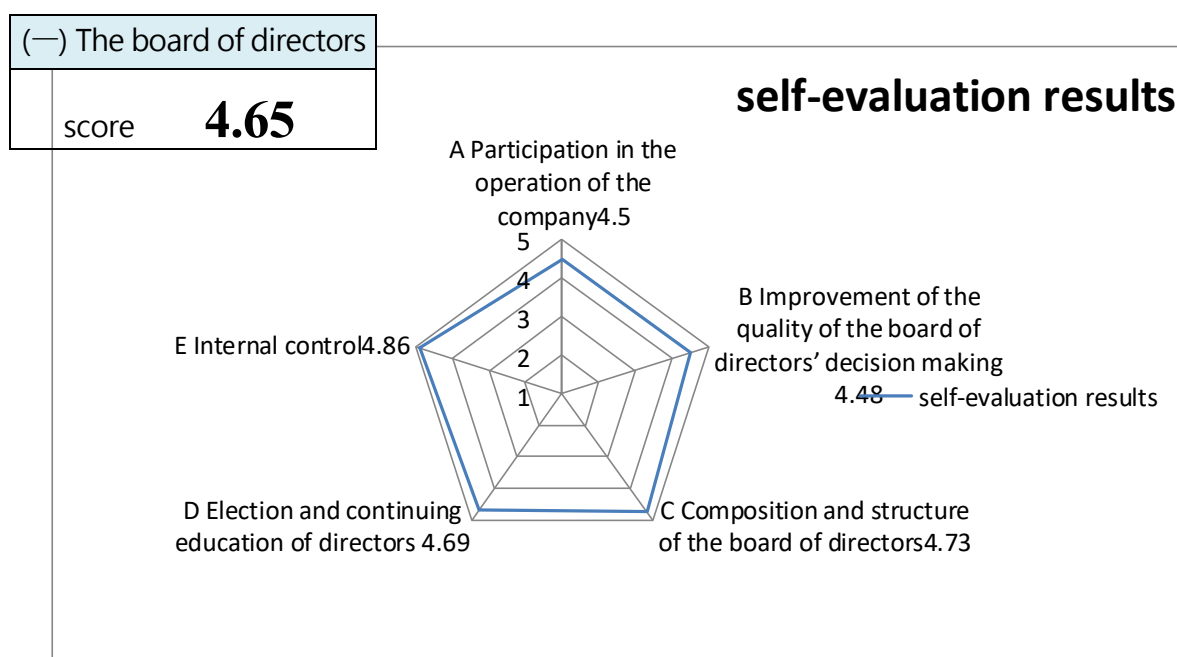 (一) The board of directors
score 4.65
self-evaluation results
A Participation in the
operation of the
company4.5
5
4
3
2
1
B Improvement of the
quality of the board of
directors’ decision making
4.48
self-evaluation results
C Composition and structure
of the board of directors4.73
D Election and continuing
education of directors 4.69
E Internal control4.86